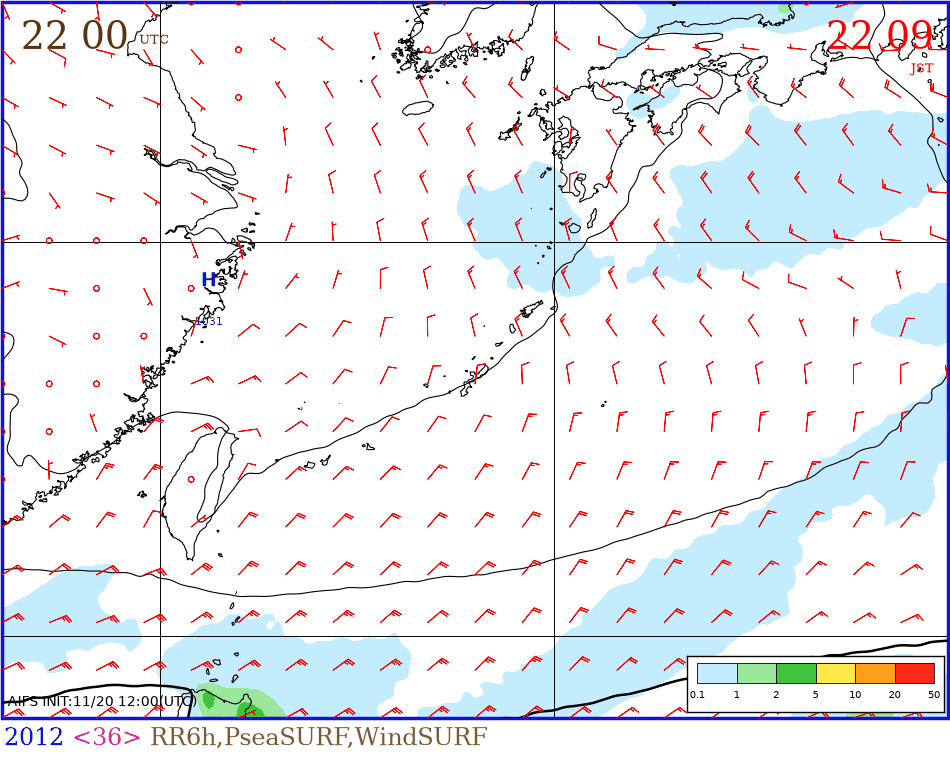 22 00 UTC
22 09
JST
H
1031
0.1 1 2 5 10 20 50
AIFS INIT:11/20 12:00(UTC)
2012 <36> RR6h,PseaSURF,WindSURF